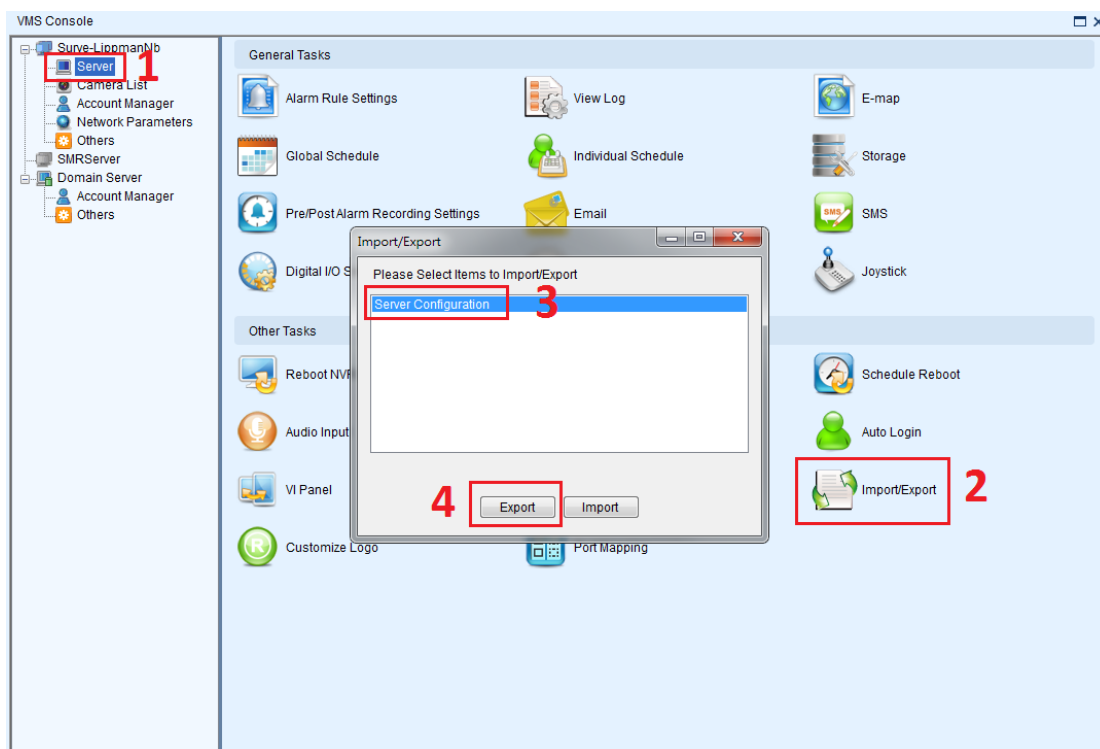 VMS Console
Surve-LippmanNb
Server
1
Camera List
Account Manager
Network Parameters
Others
SMRServer
Domain Server
Account Manager
Others
General Tasks
Alarm Rule Settings
View Log
E-map
Global Schedule
Individual Schedule
Storage
Pre/Post Alarm Recording Settings
Email
SMS
SMS
Digital I/O S
Joystick
Import/Export
Please Select Items to Import/Export
Server Configuration
3
4
Export
Import
Other Tasks
Reboot NVR
Schedule Reboot
Audio Input
Auto Login
VI Panel
Import/Export
2
R
Customize Logo
Port Mapping